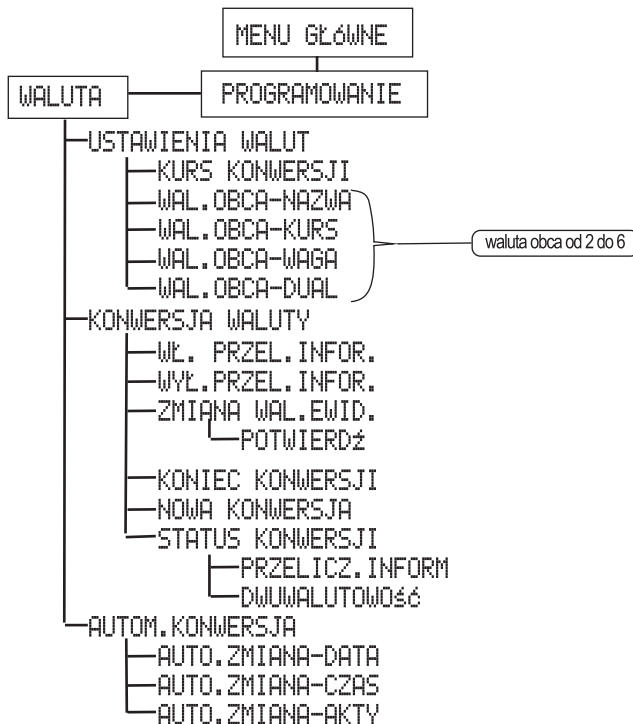 MENU GŁóWNE
WALUTA
PROGRAMOWANIE
USTAWIENIA WALUT
KURS KONWERSJI
WAL.OBCA-NAZWA
WAL.OBCA-KURS
waluta obca od 2 do 6
WAL.OBCA-WAGA
WAL.OBCA-DUAL
KONWERSJA WALUTY
WŁ. PRZEL.INFOR.
WYŁ.PRZEL.INFOR.
ZMIANA WAL.EWID.
POTWIERDź
KONIEC KONWERSJI
NOWA KONWERSJA
STATUS KONWERSJI
PRZELICZ.INFORM
DWUWALUTOWOść
AUTOM.KONWERSJA
AUTO.ZMIANA-DATA
AUTO.ZMIANA-CZAS
AUTO.ZMIANA-AKTY